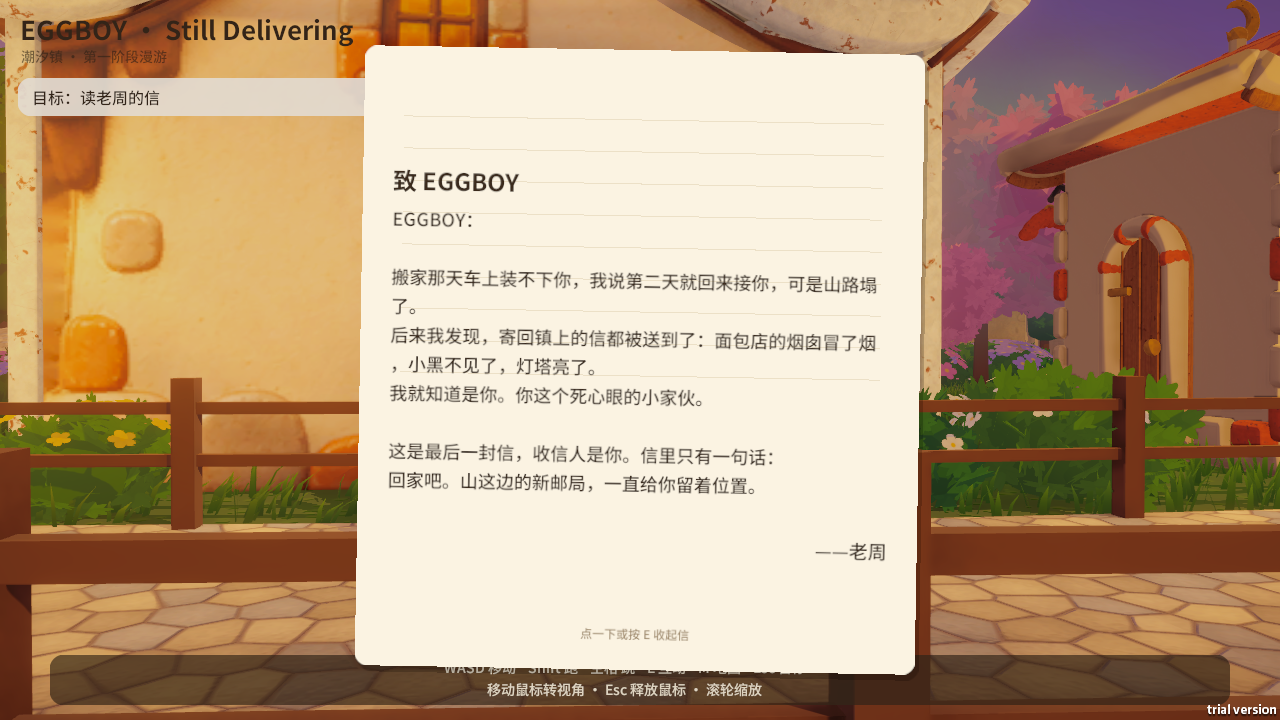 EGGBOY · Still Delivering
潮汐镇 · 第一阶段漫游
目标：读老周的信
致 EGGBOY
EGGBOY：
搬家那天车上装不下你，我说第二天就回来接你，可是山路塌
了。
后来我发现，寄回镇上的信都被送到了：面包店的烟囱冒了烟
，小黑不见了，灯塔亮了。
我就知道是你。你这个死心眼的小家伙。
这是最后一封信，收信人是你。信里只有一句话：
回家吧。山这边的新邮局，一直给你留着位置。
——老周
点一下或按 E 收起信
WASD 移动
移动鼠标转视角 · Esc 释放鼠标 · 滚轮缩放
trial version